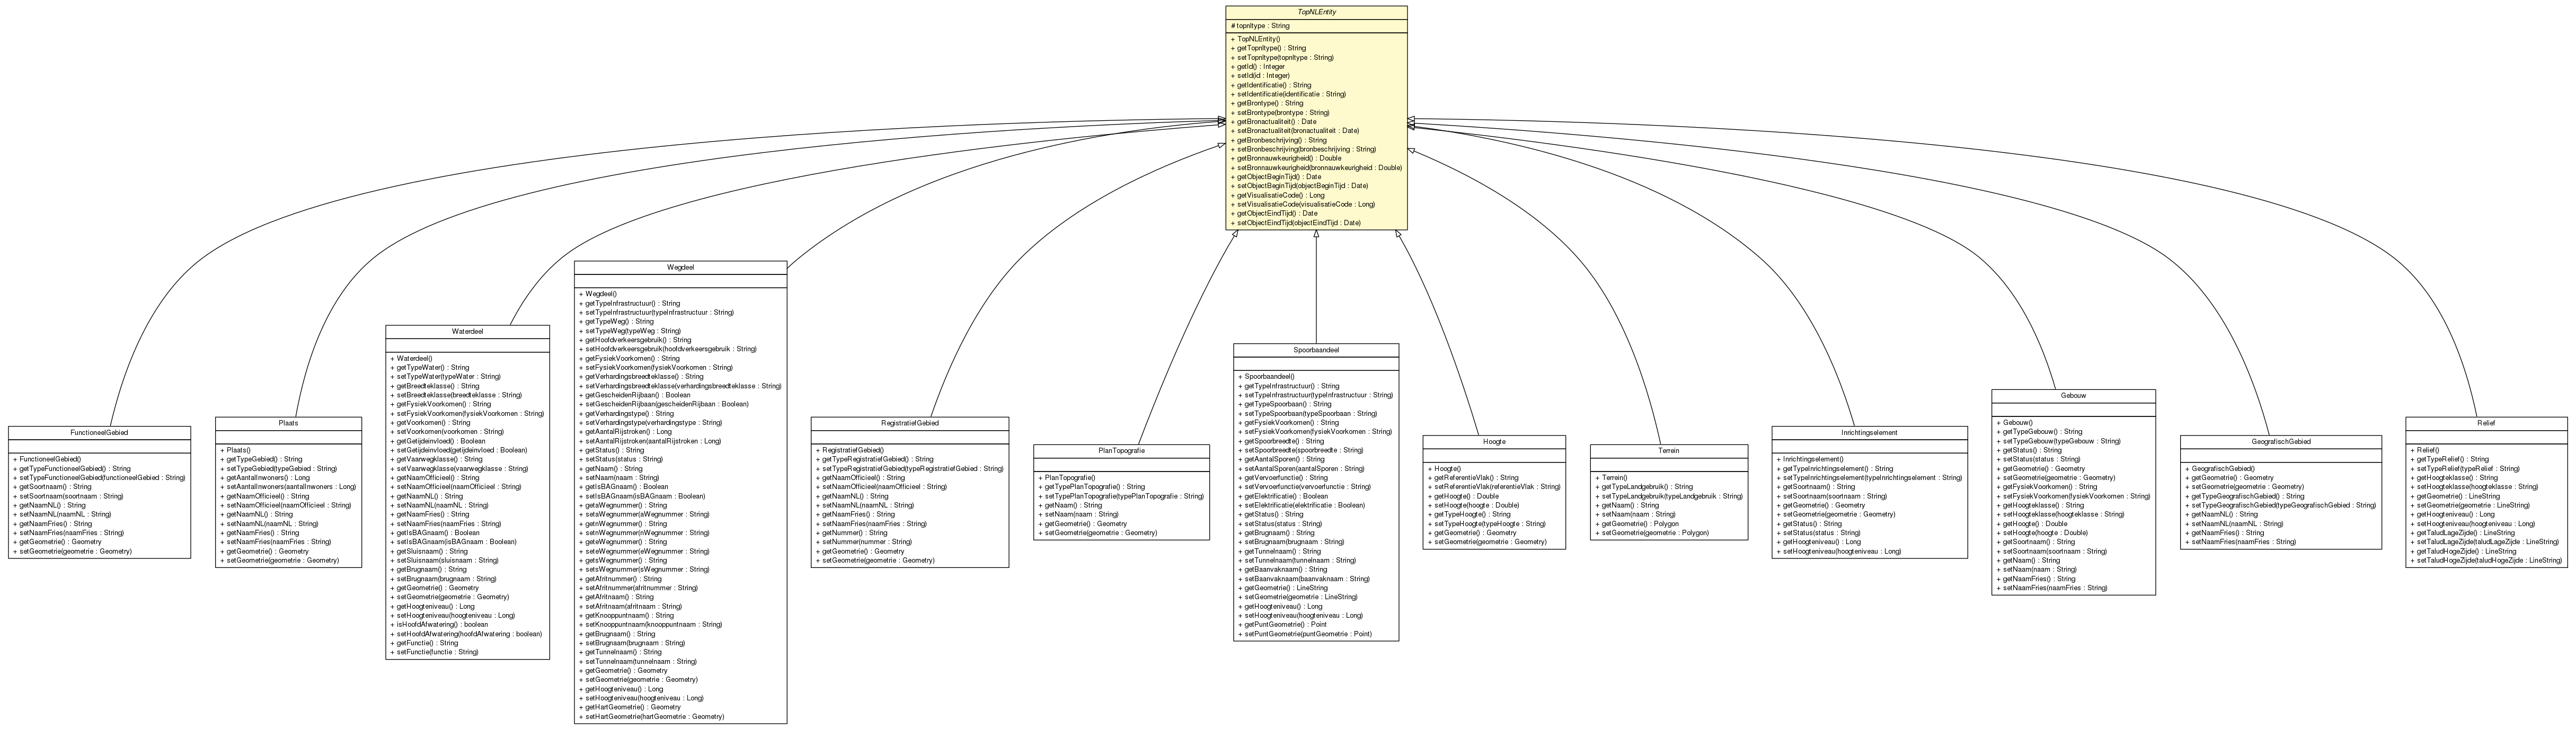 TopNLEntity
# topnltype : String
+ TopNLEntity()
+ getTopnltype() : String
+ setTopnltype(topnltype : String)
+ getId() : Integer
+ setId(id : Integer)
+ getIdentificatie() : String
+ setIdentificatie(identificatie : String)
+ getBrontype() : String
+ setBrontype(brontype : String)
+ getBronactualiteit() : Date
+ setBronactualiteit(bronactualiteit : Date)
+ getBronbeschrijving() : String
+ setBronbeschrijving(bronbeschrijving : String)
+ getBronnauwkeurigheid() : Double
+ setBronnauwkeurigheid(bronnauwkeurigheid : Double)
+ getObjectBeginTijd() : Date
+ setObjectBeginTijd(objectBeginTijd : Date)
+ getVisualisatieCode() : Long
+ setVisualisatieCode(visualisatieCode : Long)
+ getObjectEindTijd() : Date
+ setObjectEindTijd(objectEindTijd : Date)
FunctioneelGebied
+ FunctioneelGebied()
+ getTypeFunctioneelGebied() : String
+ setTypeFunctioneelGebied(functioneelGebied : String)
+ getSoortnaam() : String
+ setSoortnaam(soortnaam : String)
+ getNaamNL() : String
+ setNaamNL(naamNL : String)
+ getNaamFries() : String
+ setNaamFries(naamFries : String)
+ getGeometrie() : Geometry
+ setGeometrie(geometrie : Geometry)
Plaats
+ Plaats()
+ getTypeGebied() : String
+ setTypeGebied(typeGebied : String)
+ getAantalInwoners() : Long
+ setAantalInwoners(aantalInwoners : Long)
+ getNaamOfficieel() : String
+ setNaamOfficieel(naamOfficieel : String)
+ getNaamNL() : String
+ setNaamNL(naamNL : String)
+ getNaamFries() : String
+ setNaamFries(naamFries : String)
+ getGeometrie() : Geometry
+ setGeometrie(geometrie : Geometry)
Waterdeel
+ Waterdeel()
+ getTypeWater() : String
+ setTypeWater(typeWater : String)
+ getBreedteklasse() : String
+ setBreedteklasse(breedteklasse : String)
+ getFysiekVoorkomen() : String
+ setFysiekVoorkomen(fysiekVoorkomen : String)
+ getVoorkomen() : String
+ setVoorkomen(voorkomen : String)
+ getGetijdeinvloed() : Boolean
+ setGetijdeinvloed(getijdeinvloed : Boolean)
+ getVaarwegklasse() : String
+ setVaarwegklasse(vaarwegklasse : String)
+ getNaamOfficieel() : String
+ setNaamOfficieel(naamOfficieel : String)
+ getNaamNL() : String
+ setNaamNL(naamNL : String)
+ getNaamFries() : String
+ setNaamFries(naamFries : String)
+ getIsBAGnaam() : Boolean
+ setIsBAGnaam(isBAGnaam : Boolean)
+ getSluisnaam() : String
+ setSluisnaam(sluisnaam : String)
+ getBrugnaam() : String
+ setBrugnaam(brugnaam : String)
+ getGeometrie() : Geometry
+ setGeometrie(geometrie : Geometry)
+ getHoogteniveau() : Long
+ setHoogteniveau(hoogteniveau : Long)
+ isHoofdAfwatering() : boolean
+ setHoofdAfwatering(hoofdAfwatering : boolean)
+ getFunctie() : String
+ setFunctie(functie : String)
Wegdeel
+ Wegdeel()
+ getTypeInfrastructuur() : String
+ setTypeInfrastructuur(typeInfrastructuur : String)
+ getTypeWeg() : String
+ setTypeWeg(typeWeg : String)
+ getHoofdverkeersgebruik() : String
+ setHoofdverkeersgebruik(hoofdverkeersgebruik : String)
+ getFysiekVoorkomen() : String
+ setFysiekVoorkomen(fysiekVoorkomen : String)
+ getVerhardingsbreedteklasse() : String
+ setVerhardingsbreedteklasse(verhardingsbreedteklasse : String)
+ getGescheidenRijbaan() : Boolean
+ setGescheidenRijbaan(gescheidenRijbaan : Boolean)
+ getVerhardingstype() : String
+ setVerhardingstype(verhardingstype : String)
+ getAantalRijstroken() : Long
+ setAantalRijstroken(aantalRijstroken : Long)
+ getStatus() : String
+ setStatus(status : String)
+ getNaam() : String
+ setNaam(naam : String)
+ getIsBAGnaam() : Boolean
+ setIsBAGnaam(isBAGnaam : Boolean)
+ getaWegnummer() : String
+ setaWegnummer(aWegnummer : String)
+ getnWegnummer() : String
+ setnWegnummer(nWegnummer : String)
+ geteWegnummer() : String
+ seteWegnummer(eWegnummer : String)
+ getsWegnummer() : String
+ setsWegnummer(sWegnummer : String)
+ getAfritnummer() : String
+ setAfritnummer(afritnummer : String)
+ getAfritnaam() : String
+ setAfritnaam(afritnaam : String)
+ getKnooppuntnaam() : String
+ setKnooppuntnaam(knooppuntnaam : String)
+ getBrugnaam() : String
+ setBrugnaam(brugnaam : String)
+ getTunnelnaam() : String
+ setTunnelnaam(tunnelnaam : String)
+ getGeometrie() : Geometry
+ setGeometrie(geometrie : Geometry)
+ getHoogteniveau() : Long
+ setHoogteniveau(hoogteniveau : Long)
+ getHartGeometrie() : Geometry
+ setHartGeometrie(hartGeometrie : Geometry)
RegistratiefGebied
+ RegistratiefGebied()
+ getTypeRegistratiefGebied() : String
+ setTypeRegistratiefGebied(typeRegistratiefGebied : String)
+ getNaamOfficieel() : String
+ setNaamOfficieel(naamOfficieel : String)
+ getNaamNL() : String
+ setNaamNL(naamNL : String)
+ getNaamFries() : String
+ setNaamFries(naamFries : String)
+ getNummer() : String
+ setNummer(nummer : String)
+ getGeometrie() : Geometry
+ setGeometrie(geometrie : Geometry)
PlanTopografie
+ PlanTopografie()
+ getTypePlanTopografie() : String
+ setTypePlanTopografie(typePlanTopografie : String)
+ getNaam() : String
+ setNaam(naam : String)
+ getGeometrie() : Geometry
+ setGeometrie(geometrie : Geometry)
Spoorbaandeel
+ Spoorbaandeel()
+ getTypeInfrastructuur() : String
+ setTypeInfrastructuur(typeInfrastructuur : String)
+ getTypeSpoorbaan() : String
+ setTypeSpoorbaan(typeSpoorbaan : String)
+ getFysiekVoorkomen() : String
+ setFysiekVoorkomen(fysiekVoorkomen : String)
+ getSpoorbreedte() : String
+ setSpoorbreedte(spoorbreedte : String)
+ getAantalSporen() : String
+ setAantalSporen(aantalSporen : String)
+ getVervoerfunctie() : String
+ setVervoerfunctie(vervoerfunctie : String)
+ getElektrificatie() : Boolean
+ setElektrificatie(elektrificatie : Boolean)
+ getStatus() : String
+ setStatus(status : String)
+ getBrugnaam() : String
+ setBrugnaam(brugnaam : String)
+ getTunnelnaam() : String
+ setTunnelnaam(tunnelnaam : String)
+ getBaanvaknaam() : String
+ setBaanvaknaam(baanvaknaam : String)
+ getGeometrie() : LineString
+ setGeometrie(geometrie : LineString)
+ getHoogteniveau() : Long
+ setHoogteniveau(hoogteniveau : Long)
+ getPuntGeometrie() : Point
+ setPuntGeometrie(puntGeometrie : Point)
Hoogte
+ Hoogte()
+ getReferentieVlak() : String
+ setReferentieVlak(referentieVlak : String)
+ getHoogte() : Double
+ setHoogte(hoogte : Double)
+ getTypeHoogte() : String
+ setTypeHoogte(typeHoogte : String)
+ getGeometrie() : Geometry
+ setGeometrie(geometrie : Geometry)
Terrein
+ Terrein()
+ getTypeLandgebruik() : String
+ setTypeLandgebruik(typeLandgebruik : String)
+ getNaam() : String
+ setNaam(naam : String)
+ getGeometrie() : Polygon
+ setGeometrie(geometrie : Polygon)
Inrichtingselement
+ Inrichtingselement()
+ getTypeInrichtingselement() : String
+ setTypeInrichtingselement(typeInrichtingselement : String)
+ getSoortnaam() : String
+ setSoortnaam(soortnaam : String)
+ getGeometrie() : Geometry
+ setGeometrie(geometrie : Geometry)
+ getStatus() : String
+ setStatus(status : String)
+ getHoogteniveau() : Long
+ setHoogteniveau(hoogteniveau : Long)
Gebouw
+ Gebouw()
+ getTypeGebouw() : String
+ setTypeGebouw(typeGebouw : String)
+ getStatus() : String
+ setStatus(status : String)
+ getGeometrie() : Geometry
+ setGeometrie(geometrie : Geometry)
+ getFysiekVoorkomen() : String
+ setFysiekVoorkomen(fysiekVoorkomen : String)
+ getHoogteklasse() : String
+ setHoogteklasse(hoogteklasse : String)
+ getHoogte() : Double
+ setHoogte(hoogte : Double)
+ getSoortnaam() : String
+ setSoortnaam(soortnaam : String)
+ getNaam() : String
+ setNaam(naam : String)
+ getNaamFries() : String
+ setNaamFries(naamFries : String)
GeografischGebied
+ GeografischGebied()
+ getGeometrie() : Geometry
+ setGeometrie(geometrie : Geometry)
+ getTypeGeografischGebied() : String
+ setTypeGeografischGebied(typeGeografischGebied : String)
+ getNaamNL() : String
+ setNaamNL(naamNL : String)
+ getNaamFries() : String
+ setNaamFries(naamFries : String)
Relief
+ Relief()
+ getTypeRelief() : String
+ setTypeRelief(typeRelief : String)
+ getHoogteklasse() : String
+ setHoogteklasse(hoogteklasse : String)
+ getGeometrie() : LineString
+ setGeometrie(geometrie : LineString)
+ getHoogteniveau() : Long
+ setHoogteniveau(hoogteniveau : Long)
+ getTaludLageZijde() : LineString
+ setTaludLageZijde(taludLageZijde : LineString)
+ getTaludHogeZijde() : LineString
+ setTaludHogeZijde(taludHogeZijde : LineString)